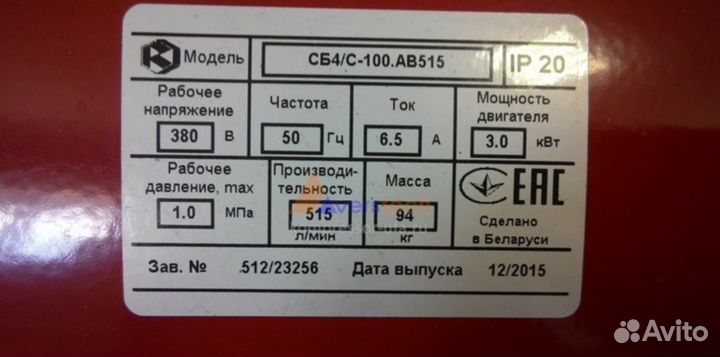 Модель СБ4/С-100.АВ515 IP 20
Рабочее напряжение 380 В
Частота 50 Гц
Ток 6.5 А
Мощность двигателя 3.0 кВт
Рабочее давление, max 1.0 МПа
Производи-
тельность 515 л/мин
Масса 94 кг
EAC
Сделано
в Беларуси
Зав. № 512/23256 Дата выпуска 12/2015
Avito